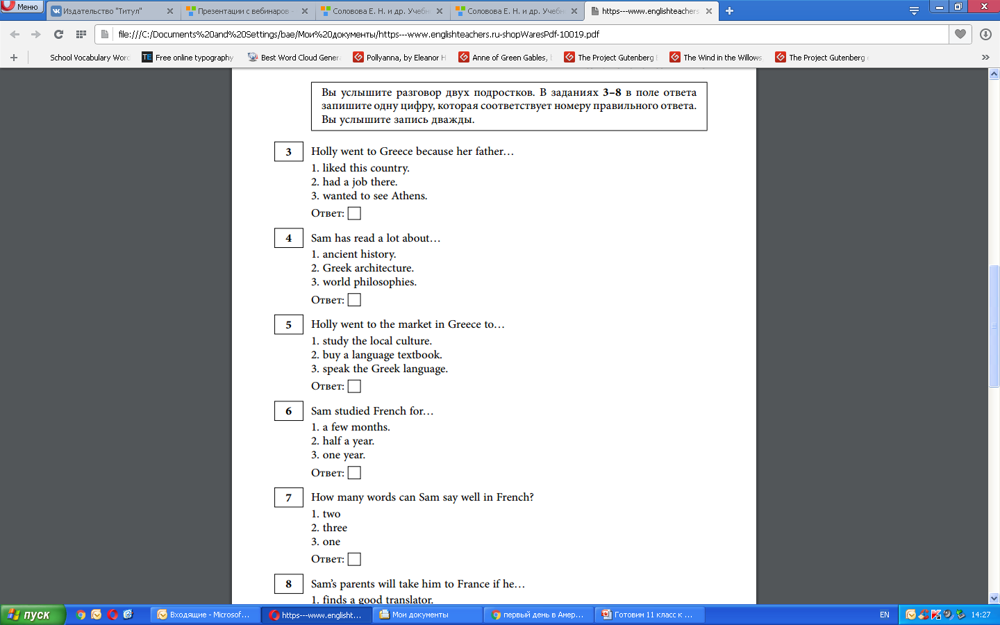 Меню
Издательство "Титул"
Презентации с вебинаров -
Соловова Е. Н. и др. Учебн
Соловова Е. Н. и др. Учебн
https---www.englishteachers
file:///C:/Documents%20and%20Settings/bae/Мои%20документы/https---www.englishteachers.ru-shopWaresPdf-10019.pdf
School Vocabulary Word
TE Free online typography
Best Word Cloud Gener
Pollyanna, by Eleanor H
Anne of Green Gables,
The Project Gutenberg
The Wind in the Willows
The Project Gutenberg
Вы услышите разговор двух подростков. В заданиях 3–8 в поле ответа
запишите одну цифру, которая соответствует номеру правильного ответа.
Вы услышите запись дважды.
3 Holly went to Greece because her father…
1. liked this country.
2. had a job there.
3. wanted to see Athens.
Ответ:
4 Sam has read a lot about…
1. ancient history.
2. Greek architecture.
3. world philosophies.
Ответ:
5 Holly went to the market in Greece to…
1. study the local culture.
2. buy a language textbook.
3. speak the Greek language.
Ответ:
6 Sam studied French for…
1. a few months.
2. half a year.
3. one year.
Ответ:
7 How many words can Sam say well in French?
1. two
2. three
3. one
Ответ:
8 Sam’s parents will take him to France if he…
1. finds a good translator.
пуск
Входящие - Microsof...
https---www.englisht...
Мои документы
первый день в Амер...
Готовим 11 класс к ...
EN
14:27